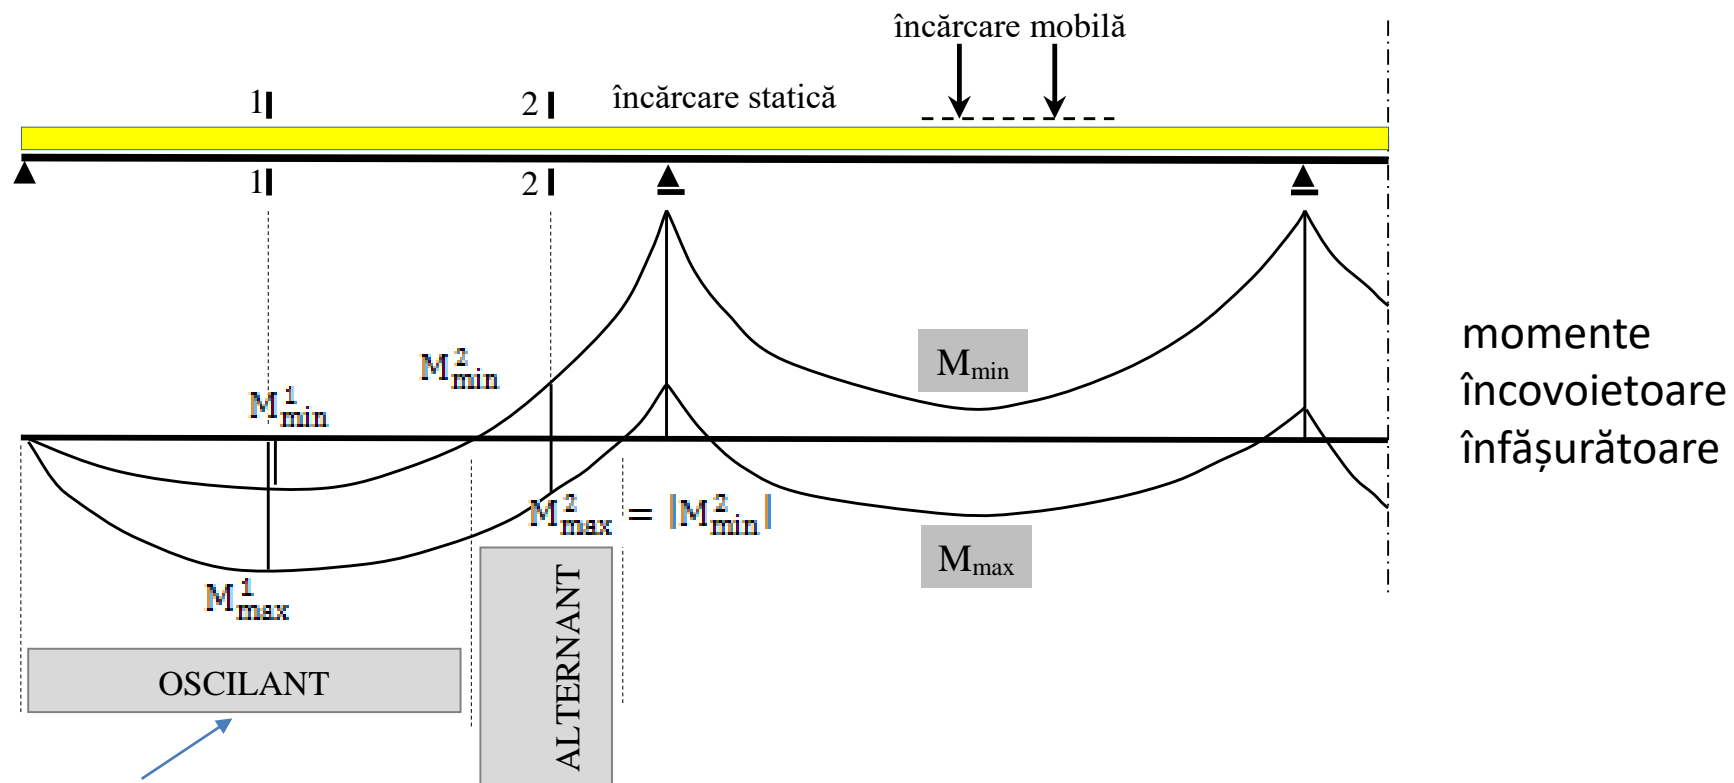 încărcare mobilă
1
2
încărcare statică
1
2
M²min
Mmin
M¹min
momente
încovoietoare
înfășurătoare
M²max = |M²min|
Mmax
M¹max
ALTERNANT
OSCILANT